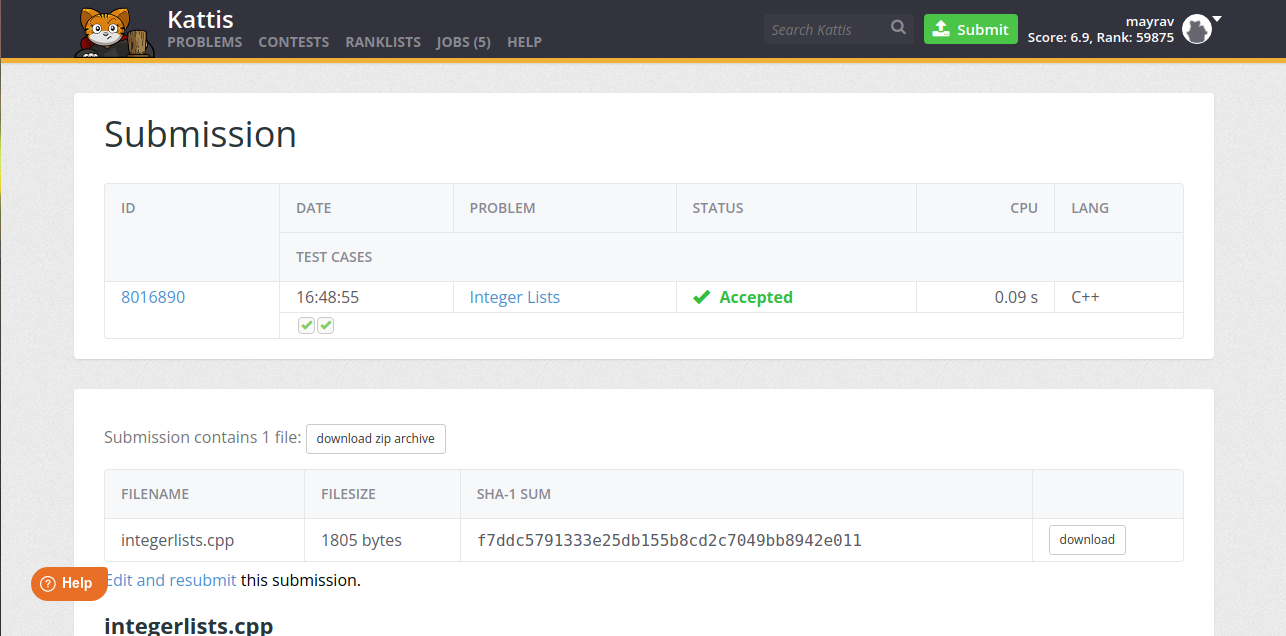 Kattis
PROBLEMS CONTESTS RANKLISTS JOBS (5) HELP
Search Kattis
Submit
mayrav
Score: 6.9, Rank: 59875
Submission
ID DATE PROBLEM STATUS CPU LANG
TEST CASES
8016890 16:48:55 Integer Lists Accepted 0.09 s C++
Submission contains 1 file: download zip archive
FILENAME FILESIZE SHA-1 SUM
integerlists.cpp 1805 bytes f7ddc5791333e25db155b8cd2c7049bb8942e011 download
Edit and resubmit this submission.
Help
integerlists.cpp